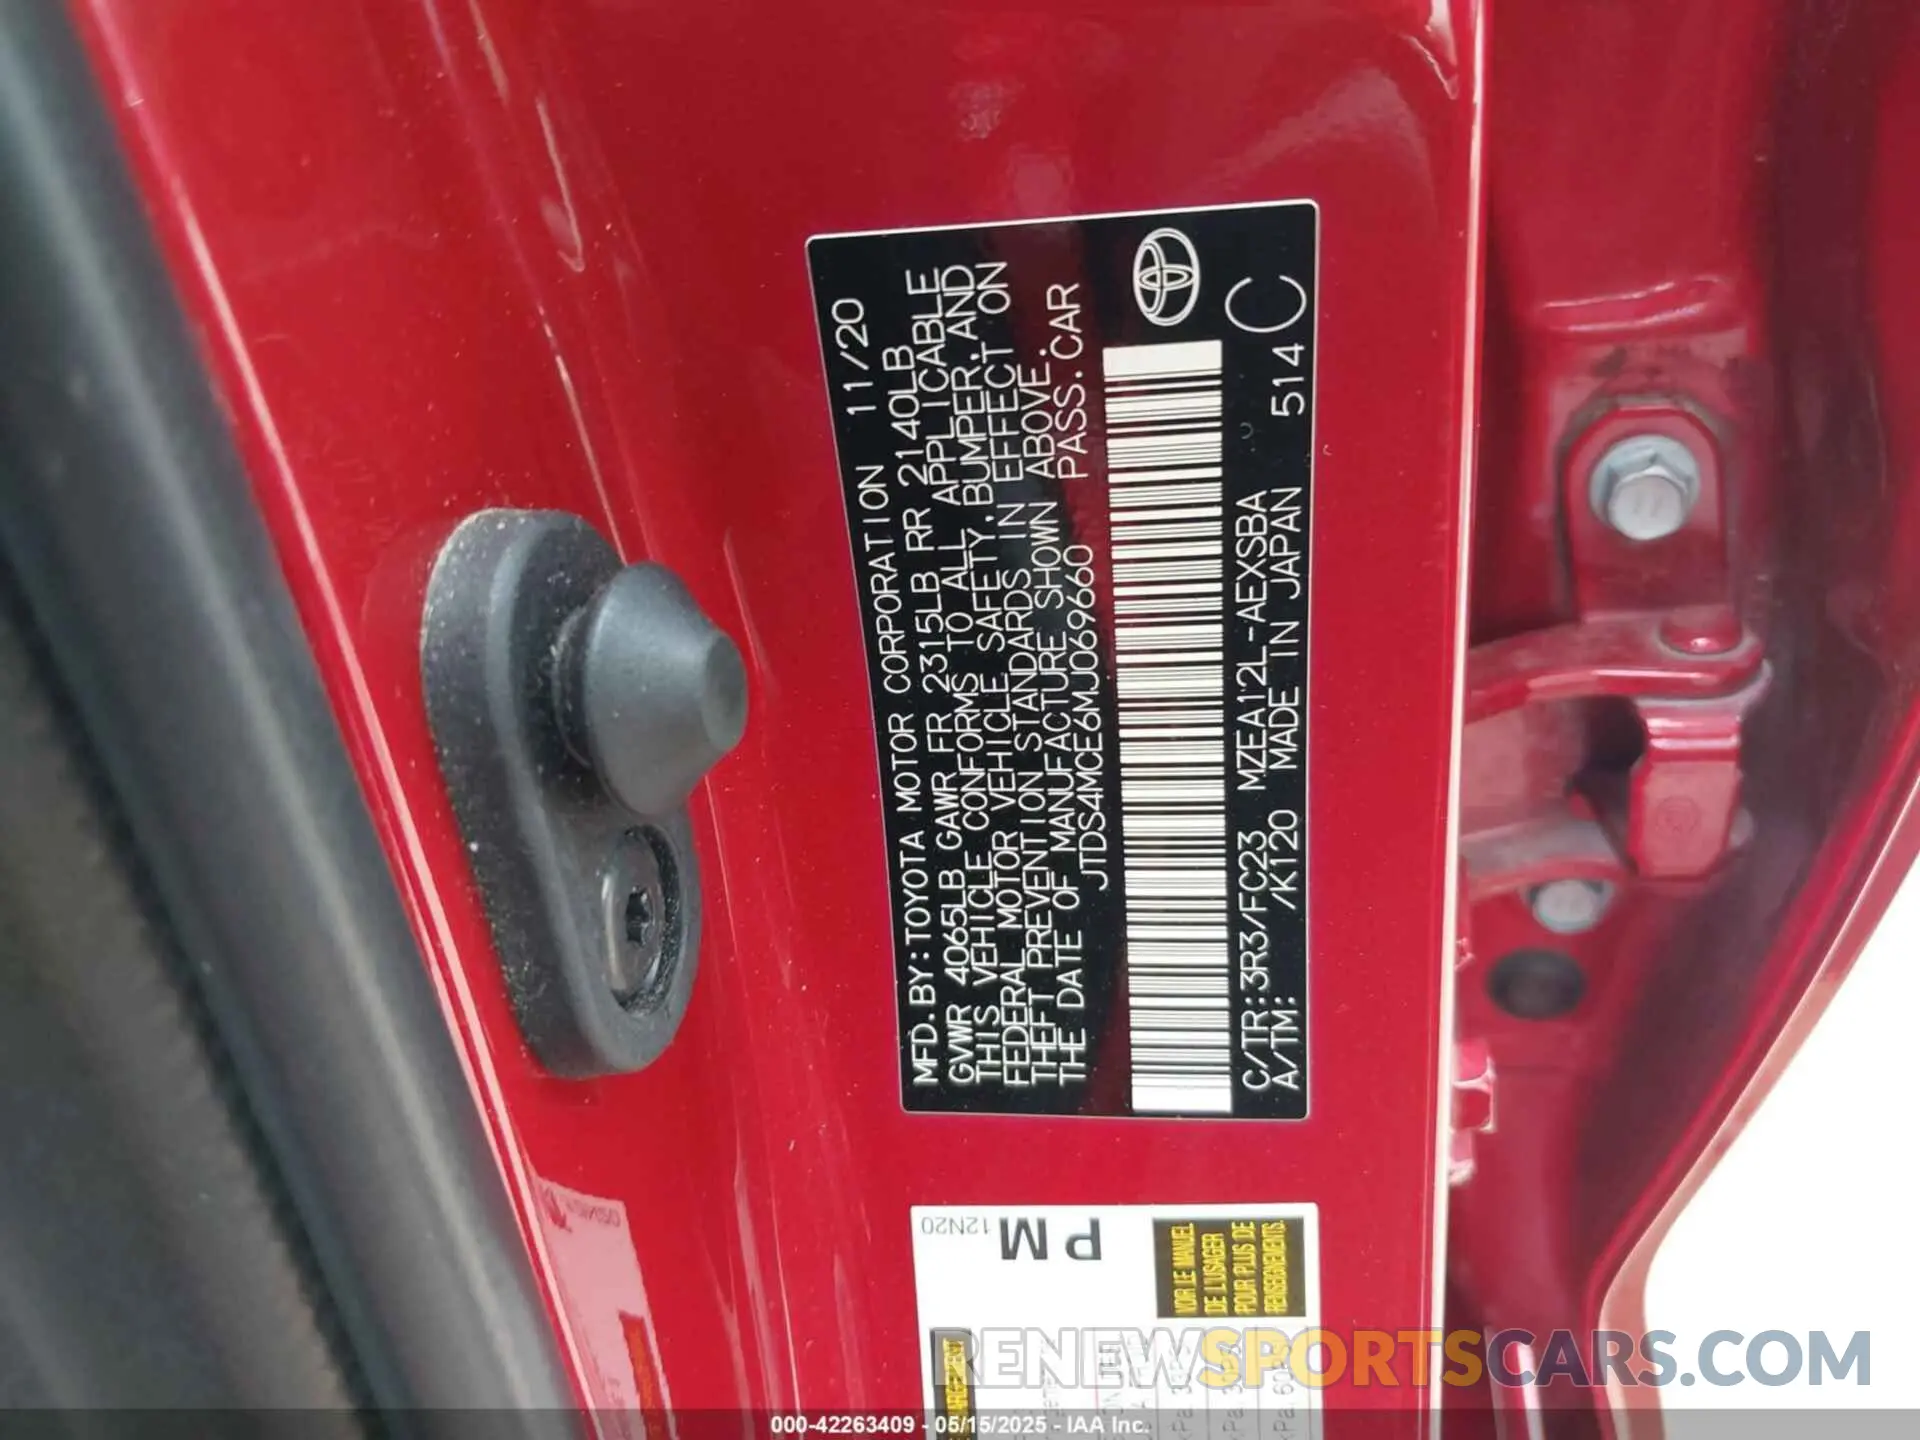 MFD.BY:TOYOTA MOTOR CORPORATION 11/20
GVWR 4065LB GAWR FR 2315LB RR 2140LB
THIS VEHICLE CONFORMS TO ALL APPLICABLE
FEDERAL MOTOR VEHICLE SAFETY, BUMPER, AND
THEFT PREVENTION STANDARDS IN EFFECT ON
THE DATE OF MANUFACTURE SHOWN ABOVE.
JTDS4MCE6MJ069660 PASS.CAR
C/TR:3R3/FC23 MZEA12L-AEXSBA
A/TM: /K120 MADE IN JAPAN 514 C
12N20
PM
VOIR LE MANUEL
DE L'USAGER
POUR PLUS DE
RENSEIGNEMENTS.
RENEWSPORTSCARS.COM
000-42263409 - 05/15/2025 - IAA Inc.